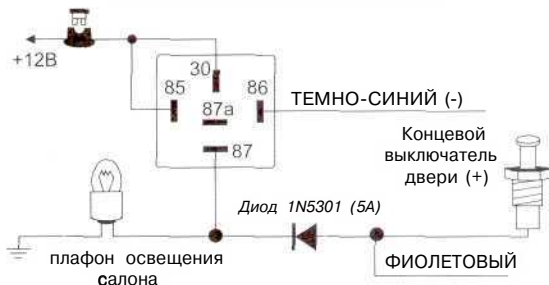 +12В
30
85
86
87а
87
ТЕМНО-СИНИЙ (-)
Концевой
выключатель
двери (+)
Диод 1N5301 (5А)
плафон освещения
салона
ФИОЛЕТОВЫЙ